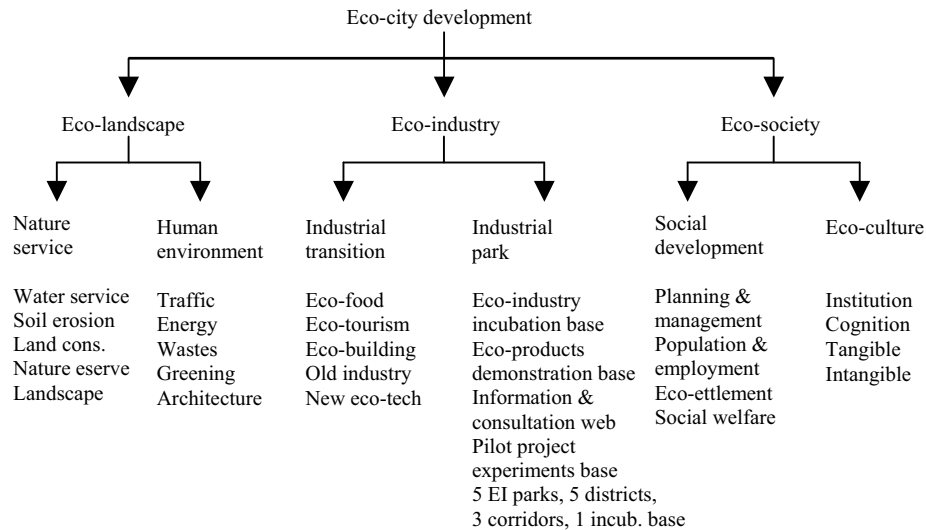 Eco-city development
Eco-landscape
Eco-industry
Eco-society
Nature
service
Human
environment
Industrial
transition
Industrial
park
Social
development
Eco-culture
Water service
Soil erosion
Land cons.
Nature eserve
Landscape
Traffic
Energy
Wastes
Greening
Architecture
Eco-food
Eco-tourism
Eco-building
Old industry
New eco-tech
Eco-industry
incubation base
Eco-products
demonstration base
Information &
consultation web
Pilot project
experiments base
5 EI parks, 5 districts,
3 corridors, 1 incub. base
Planning &
management
Population &
employment
Eco-ettlement
Social welfare
Institution
Cognition
Tangible
Intangible